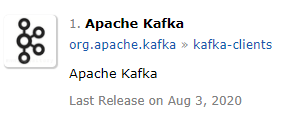 1. Apache Kafka
org.apache.kafka » kafka-clients
Apache Kafka
Last Release on Aug 3, 2020